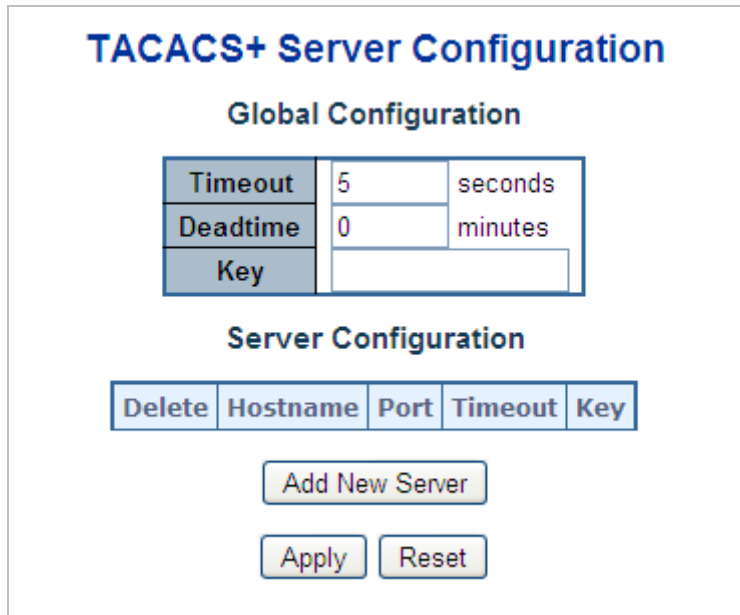 TACACS+ Server Configuration
Global Configuration
Timeout 5 seconds
Deadtime 0 minutes
Key
Server Configuration
Delete Hostname Port Timeout Key
Add New Server
Apply Reset